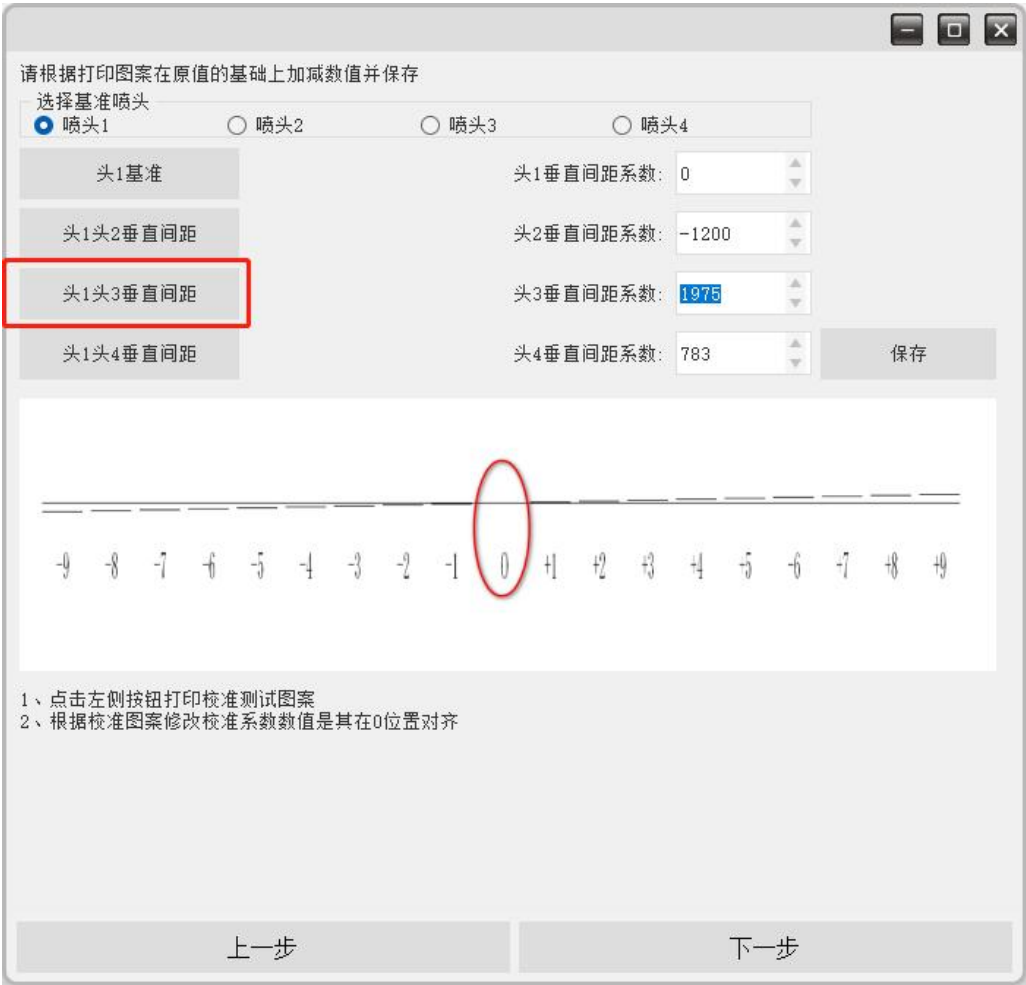 请根据打印图案在原值的基础上加减数值并保存
选择基准喷头
喷头1 喷头2 喷头3 喷头4
头1基准 头1垂直间距系数: 0
头1头2垂直间距 头2垂直间距系数: -1200
头1头3垂直间距 头3垂直间距系数: 1975
头1头4垂直间距 头4垂直间距系数: 783 保存
-9 -8 -7 -6 -5 -4 -3 -2 -1 0 +1 +2 +3 +4 +5 -6 -7 +8 +9
1、点击左侧按钮打印校准测试图案
2、根据校准图案修改校准系数数值是其在0位置对齐
上一步 下一步